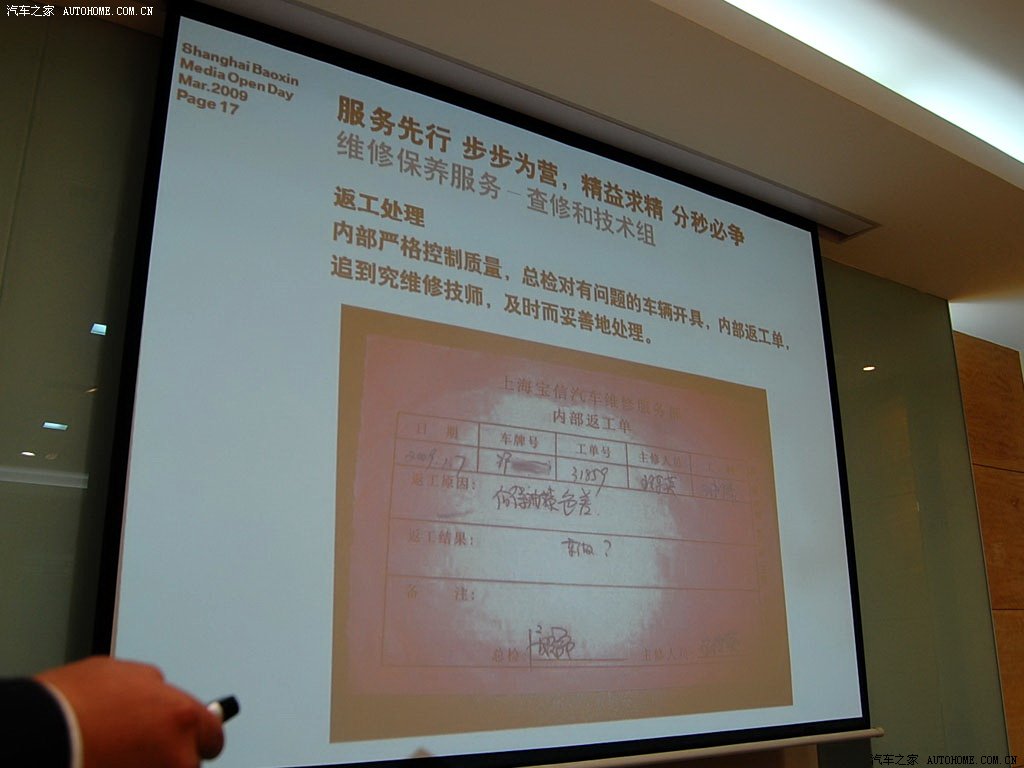 汽车之家 AUTOHOME.COM.CN
Shanghai Baoxin
Media Open Day
Mar.2009
Page 17
服务先行 步步为营，精益求精 分秒必争
维修保养服务－查修和技术组
返工处理
内部严格控制质量，总检对有问题的车辆开具，内部返工单，
追到究维修技师，及时而妥善地处理。
上海宝信汽车维修服务
内部返工单
日 期 车牌号 工单号 主修人员
2009. 沪 31859
返工原因：
色差.
返工结果：
?
备 注：
总检: 主修人员:
汽车之家 AUTOHOME.COM.CN